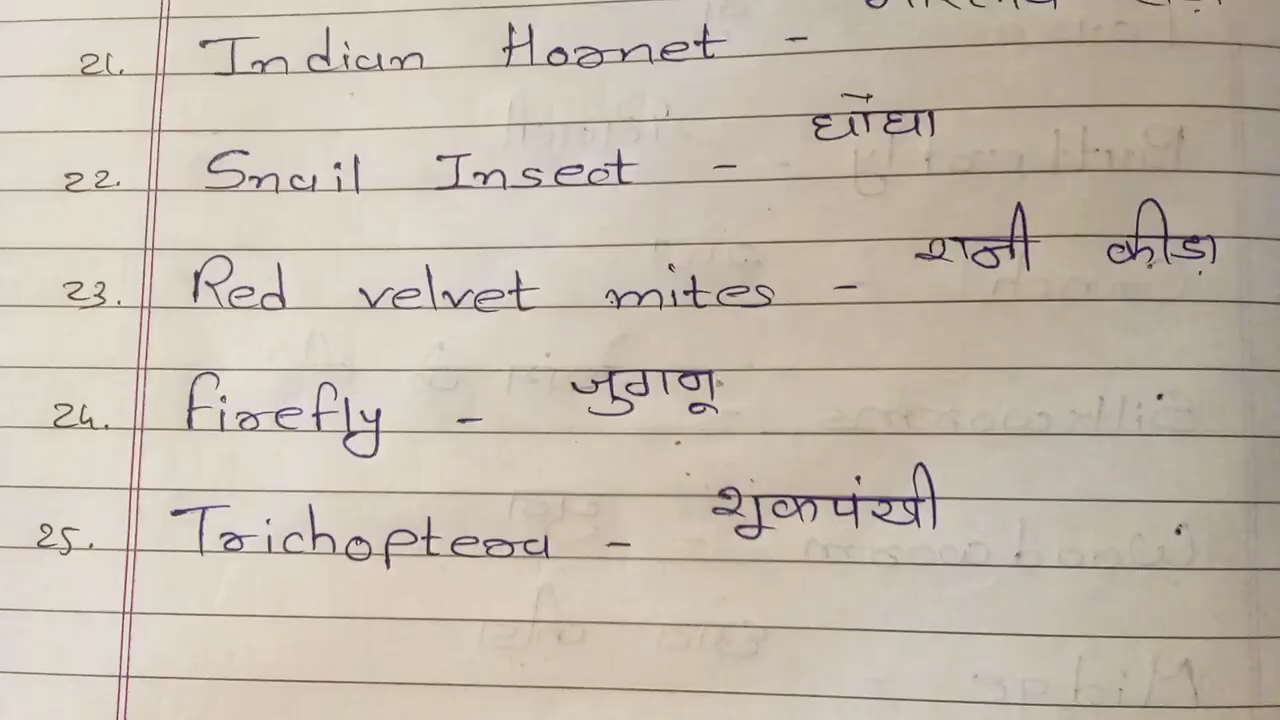 21. Indian Hornet -
22. Snail Insect - घोंघा
23. Red velvet mites - रानी कीड़ा
24. firefly - जुगनू
25. Trichoptera - शूकपंखी